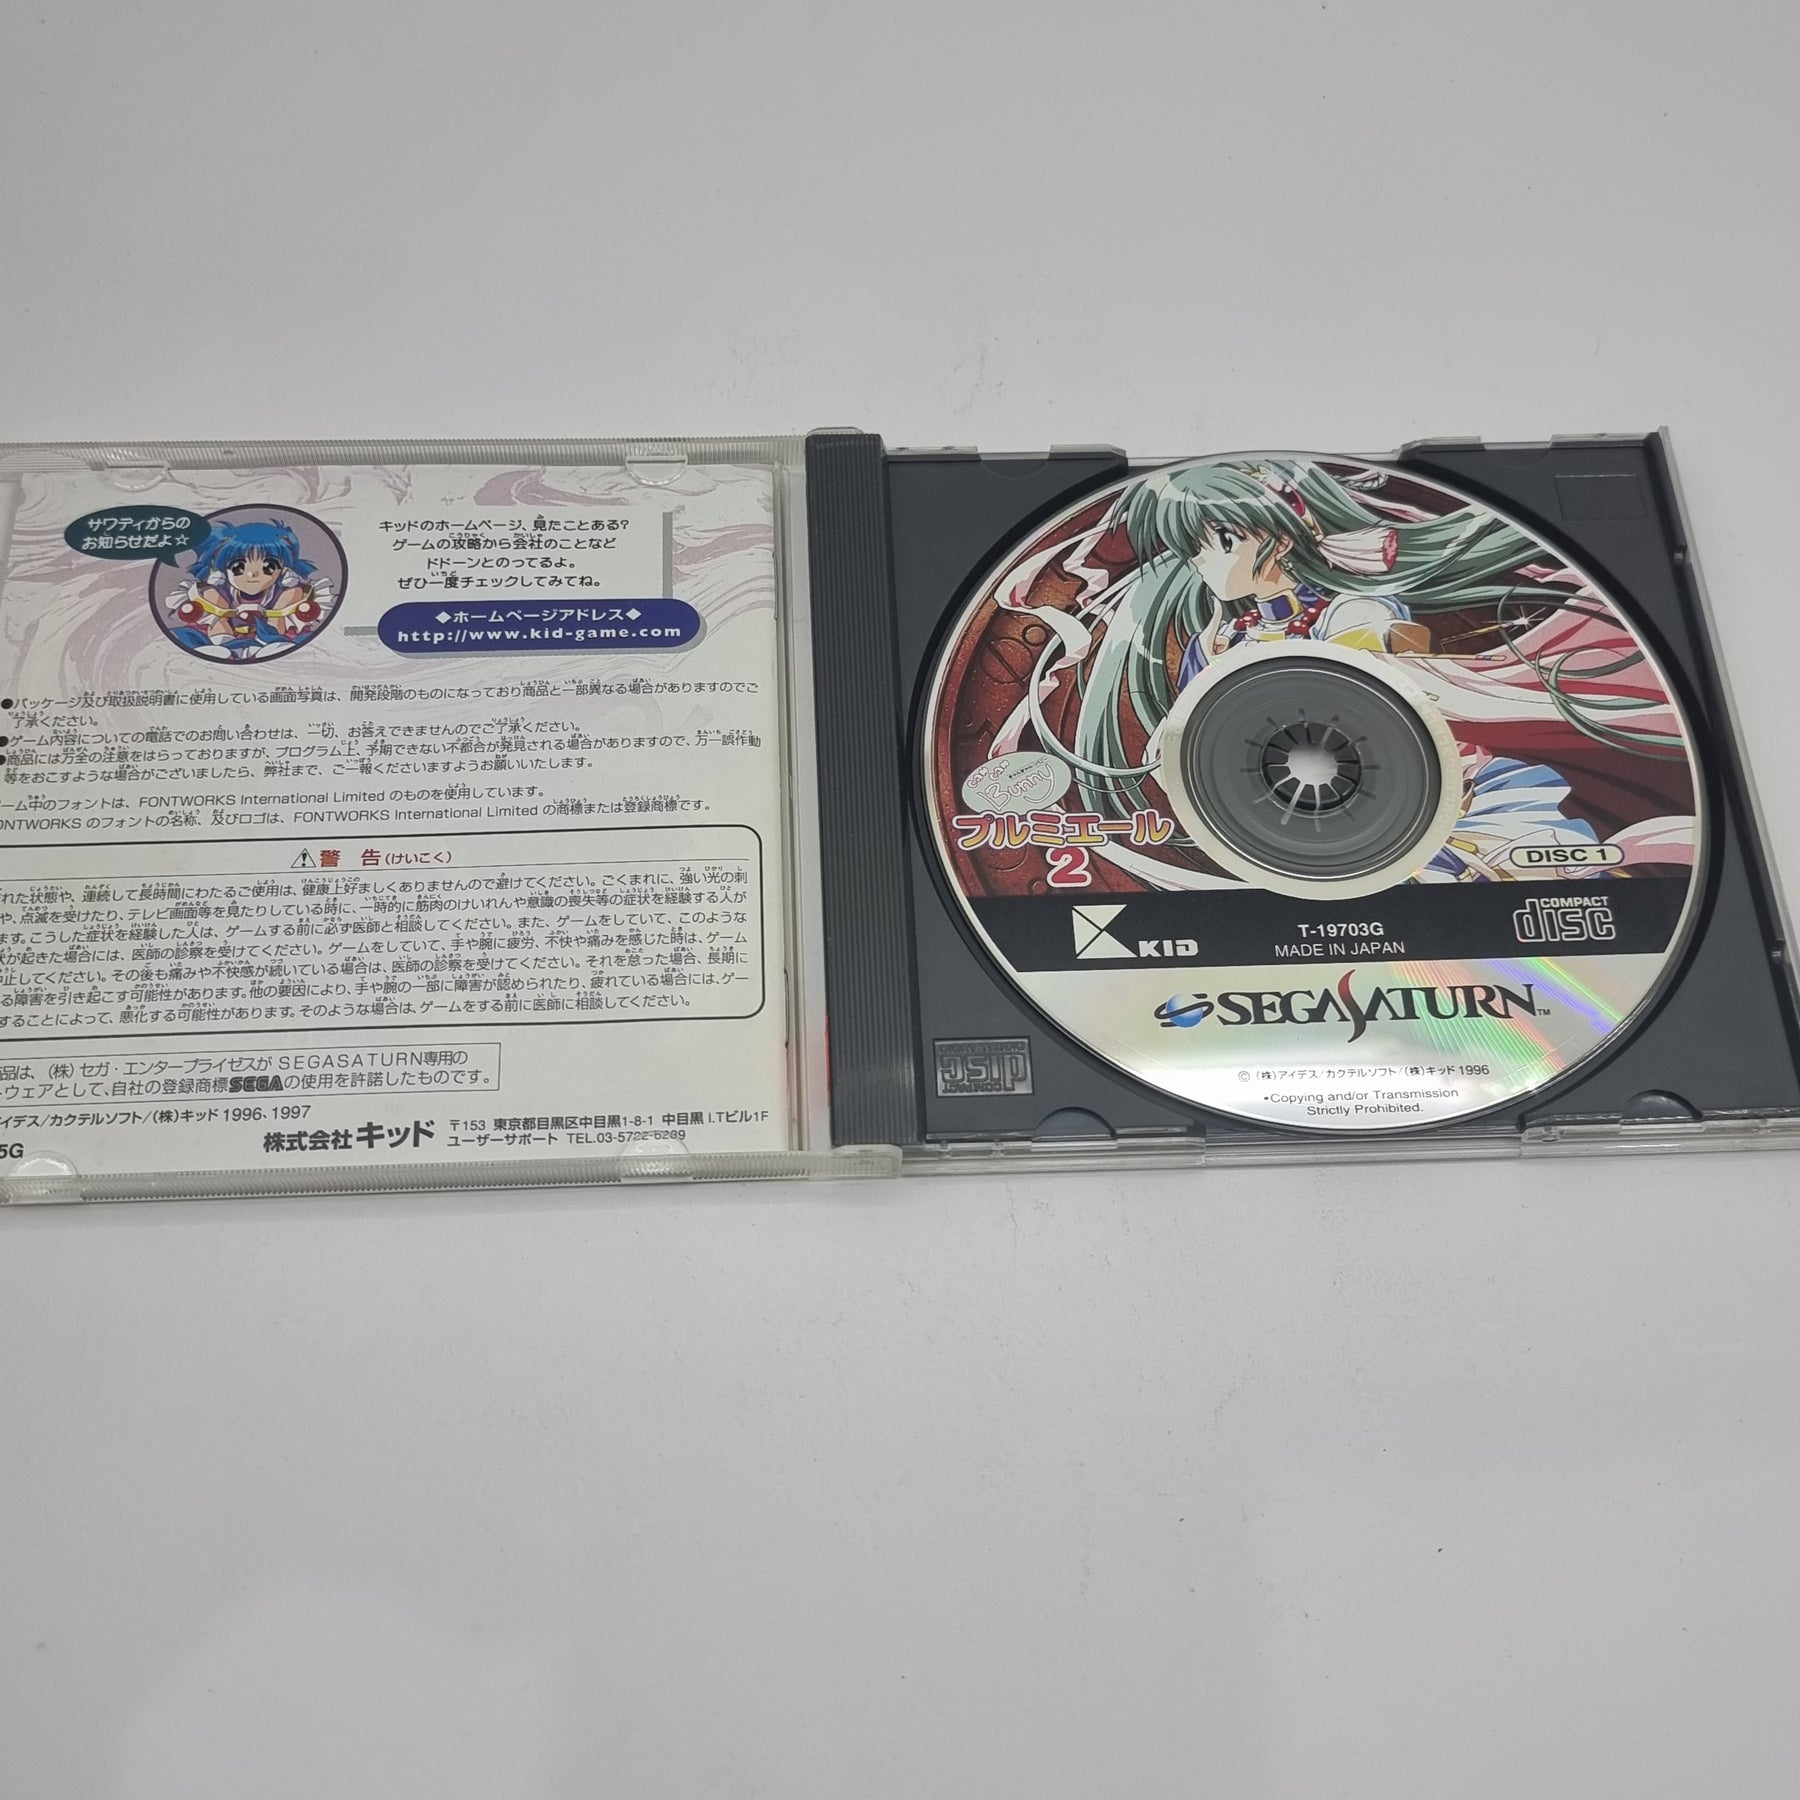 サワディからの
お知らせだよ☆
キッドのホームページ、見たことある?
ゲームの攻略から会社のことなど
ドドーンとのってるよ。
ぜひ一度チェックしてみてね。
◆ホームページアドレス◆
http://www.kid-game.com
●パッケージ及び取扱説明書に使用している画面写真は、開発段階のものになっており商品と一部異なる場合がありますのでご
了承ください。
●ゲーム内容についての電話でのお問い合わせは、一切、お答えできませんのでご了承ください。
●商品には万全の注意をはらっておりますが、プログラム上、予期できない不都合が発見される場合がありますので、万一誤作動
等をおこすような場合がございましたら、弊社まで、ご一報くださいますようお願いいたします。
ーム中のフォントは、FONTWORKS International Limited のものを使用しています。
ONTWORKS のフォントの名称、及びロゴは、FONTWORKS International Limited の商標または登録商標です。
⚠警 告(けいこく)
れた状態や、連続して長時間にわたるご使用は、健康上好ましくありませんので避けてください。ごくまれに、強い光の刺
や、点滅を受けたり、テレビ画面等を見たりしている時に、一時的に筋肉のけいれんや意識の喪失等の症状を経験する人が
ます。こうした症状を経験した人は、ゲームする前に必ず医師と相談してください。また、ゲームをしていて、このような
状が起きた場合には、医師の診察を受けてください。ゲームをしていて、手や腕に疲労、不快や痛みを感じた時は、ゲーム
中止してください。その後も痛みや不快感が続いている場合は、医師の診察を受けてください。それを怠った場合、長期に
る障害を引き起こす可能性があります。他の要因により、手や腕の一部に障害が認められたり、疲れている場合には、ゲー
することによって、悪化する可能性があります。そのような場合は、ゲームをする前に医師に相談してください。
商品は、(株)セガ・エンタープライゼスが SEGASATURN専用の
トウェアとして、自社の登録商標SEGAの使用を許諾したものです。
アイデス/カクテルソフト/(株)キッド 1996、1997
株式会社 キッド
〒153 東京都目黒区中目黒1-8-1 中目黒 I.Tビル1F
ユーザーサポート TEL.03-5722-6299
5G
Can Can
Bunny
プルミエール
2
DISC 1
KID
T-19703G
MADE IN JAPAN
COMPACT
disc
SEGASATURN™
© (株)アイデス/カクテルソフト/(株)キッド 1996
•Copying and/or Transmission
Strictly Prohibited.